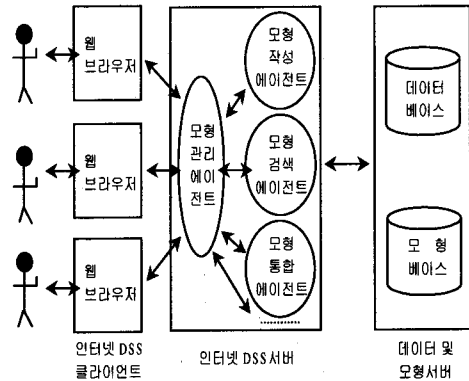 웹
브라우저
웹
브라우저
웹
브라우저
모형
관리
에이
전트
모형
작성
에이전트
모형
검색
에이전트
모형
통합
에이전트
..........
데이터
베이스
모 형
베이스
인터넷 DSS
클라이언트
인터넷 DSS서버
데이터 및
모형서버